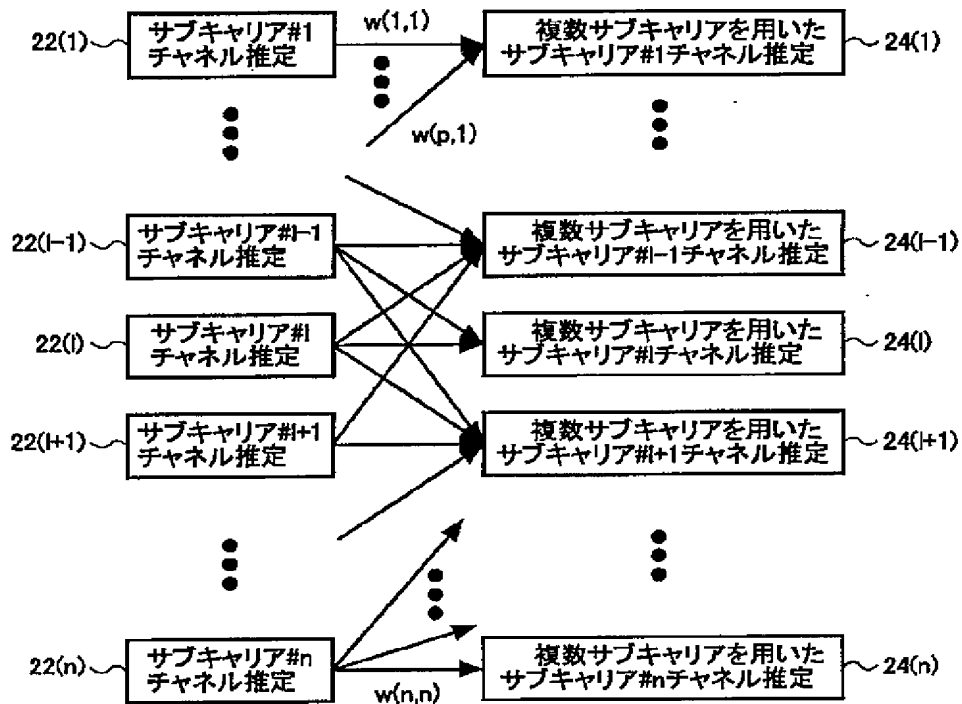 22(1)
サブキャリア#1
チャネル推定
w(1,1)
複数サブキャリアを用いた
サブキャリア#1チャネル推定
24(1)
w(p,1)
22(l−1)
サブキャリア#l−1
チャネル推定
複数サブキャリアを用いた
サブキャリア#l−1チャネル推定
24(l−1)
22(l)
サブキャリア#l
チャネル推定
複数サブキャリアを用いた
サブキャリア#lチャネル推定
24(l)
22(l+1)
サブキャリア#l+1
チャネル推定
複数サブキャリアを用いた
サブキャリア#l+1チャネル推定
24(l+1)
22(n)
サブキャリア#n
チャネル推定
w(n,n)
複数サブキャリアを用いた
サブキャリア#nチャネル推定
24(n)